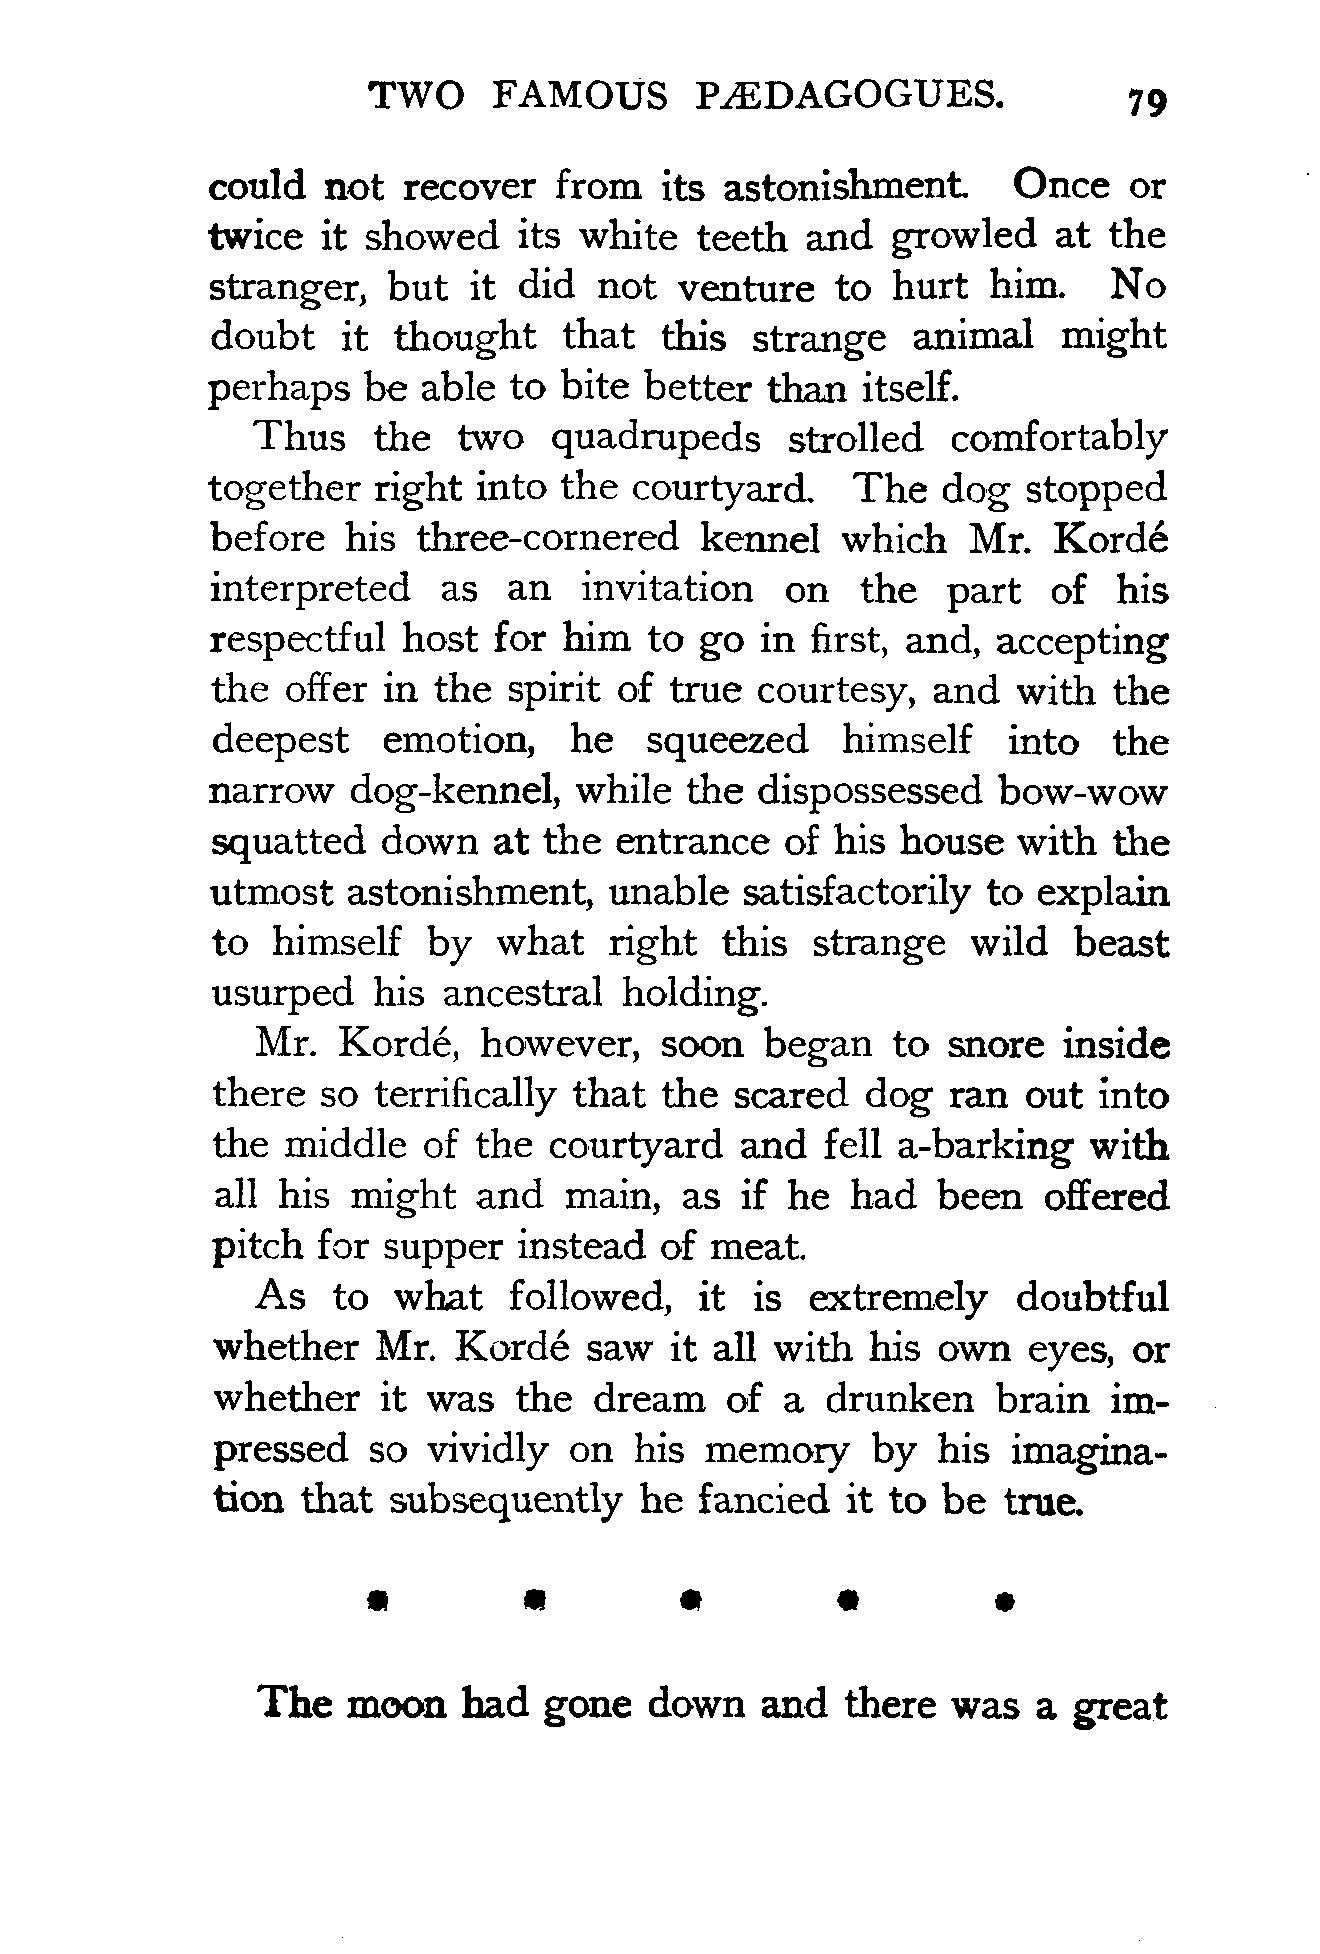 TWO FAMOUS PÆDAGOGUES. 79
could not recover from its astonishment. Once or
twice it showed its white teeth and growled at the
stranger, but it did not venture to hurt him. No
doubt it thought that this strange animal might
perhaps be able to bite better than itself.
Thus the two quadrupeds strolled comfortably
together right into the courtyard. The dog stopped
before his three-cornered kennel which Mr. Kordé
interpreted as an invitation on the part of his
respectful host for him to go in first, and, accepting
the offer in the spirit of true courtesy, and with the
deepest emotion, he squeezed himself into the
narrow dog-kennel, while the dispossessed bow-wow
squatted down at the entrance of his house with the
utmost astonishment, unable satisfactorily to explain
to himself by what right this strange wild beast
usurped his ancestral holding.
Mr. Kordé, however, soon began to snore inside
there so terrifically that the scared dog ran out into
the middle of the courtyard and fell a-barking with
all his might and main, as if he had been offered
pitch for supper instead of meat.
As to what followed, it is extremely doubtful
whether Mr. Kordé saw it all with his own eyes, or
whether it was the dream of a drunken brain im-
pressed so vividly on his memory by his imagina-
tion that subsequently he fancied it to be true.
* * * * *
The moon had gone down and there was a great